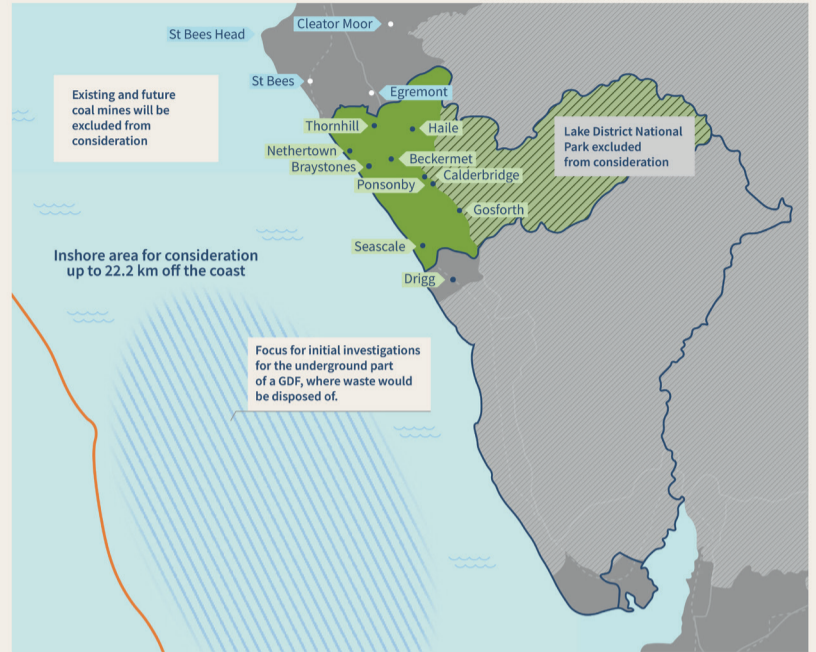 Cleator Moor
St Bees Head
St Bees
Egremont
Existing and future
coal mines will be
excluded from
consideration
Thornhill
Haile
Lake District National
Park excluded
from consideration
Nethertown
Beckermet
Braystones
Calderbridge
Ponsonby
Gosforth
Seascale
Inshore area for consideration
up to 22.2 km off the coast
Drigg
Focus for initial investigations
for the underground part
of a GDF, where waste would
be disposed of.